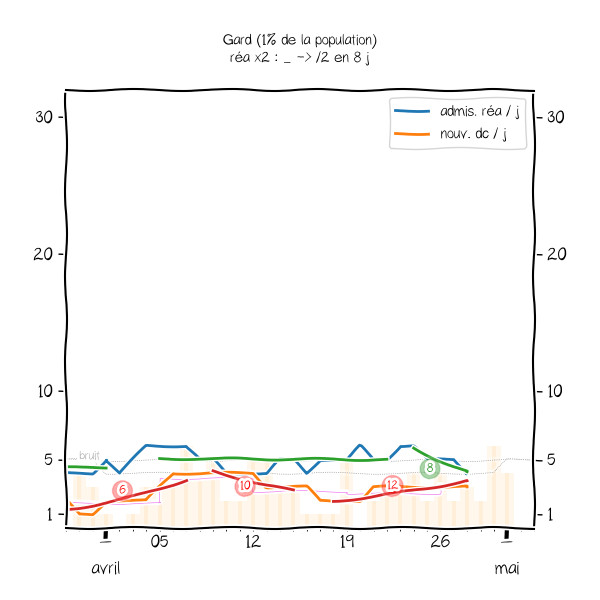 Gard (1% de la population)
réa x2 : _ -> /2 en 8 j
admis. réa / j
nouv. dc / j
30
30
20
20
10
10
5
bruit
5
8
6
10
12
1
1
05
12
19
26
avril
mai